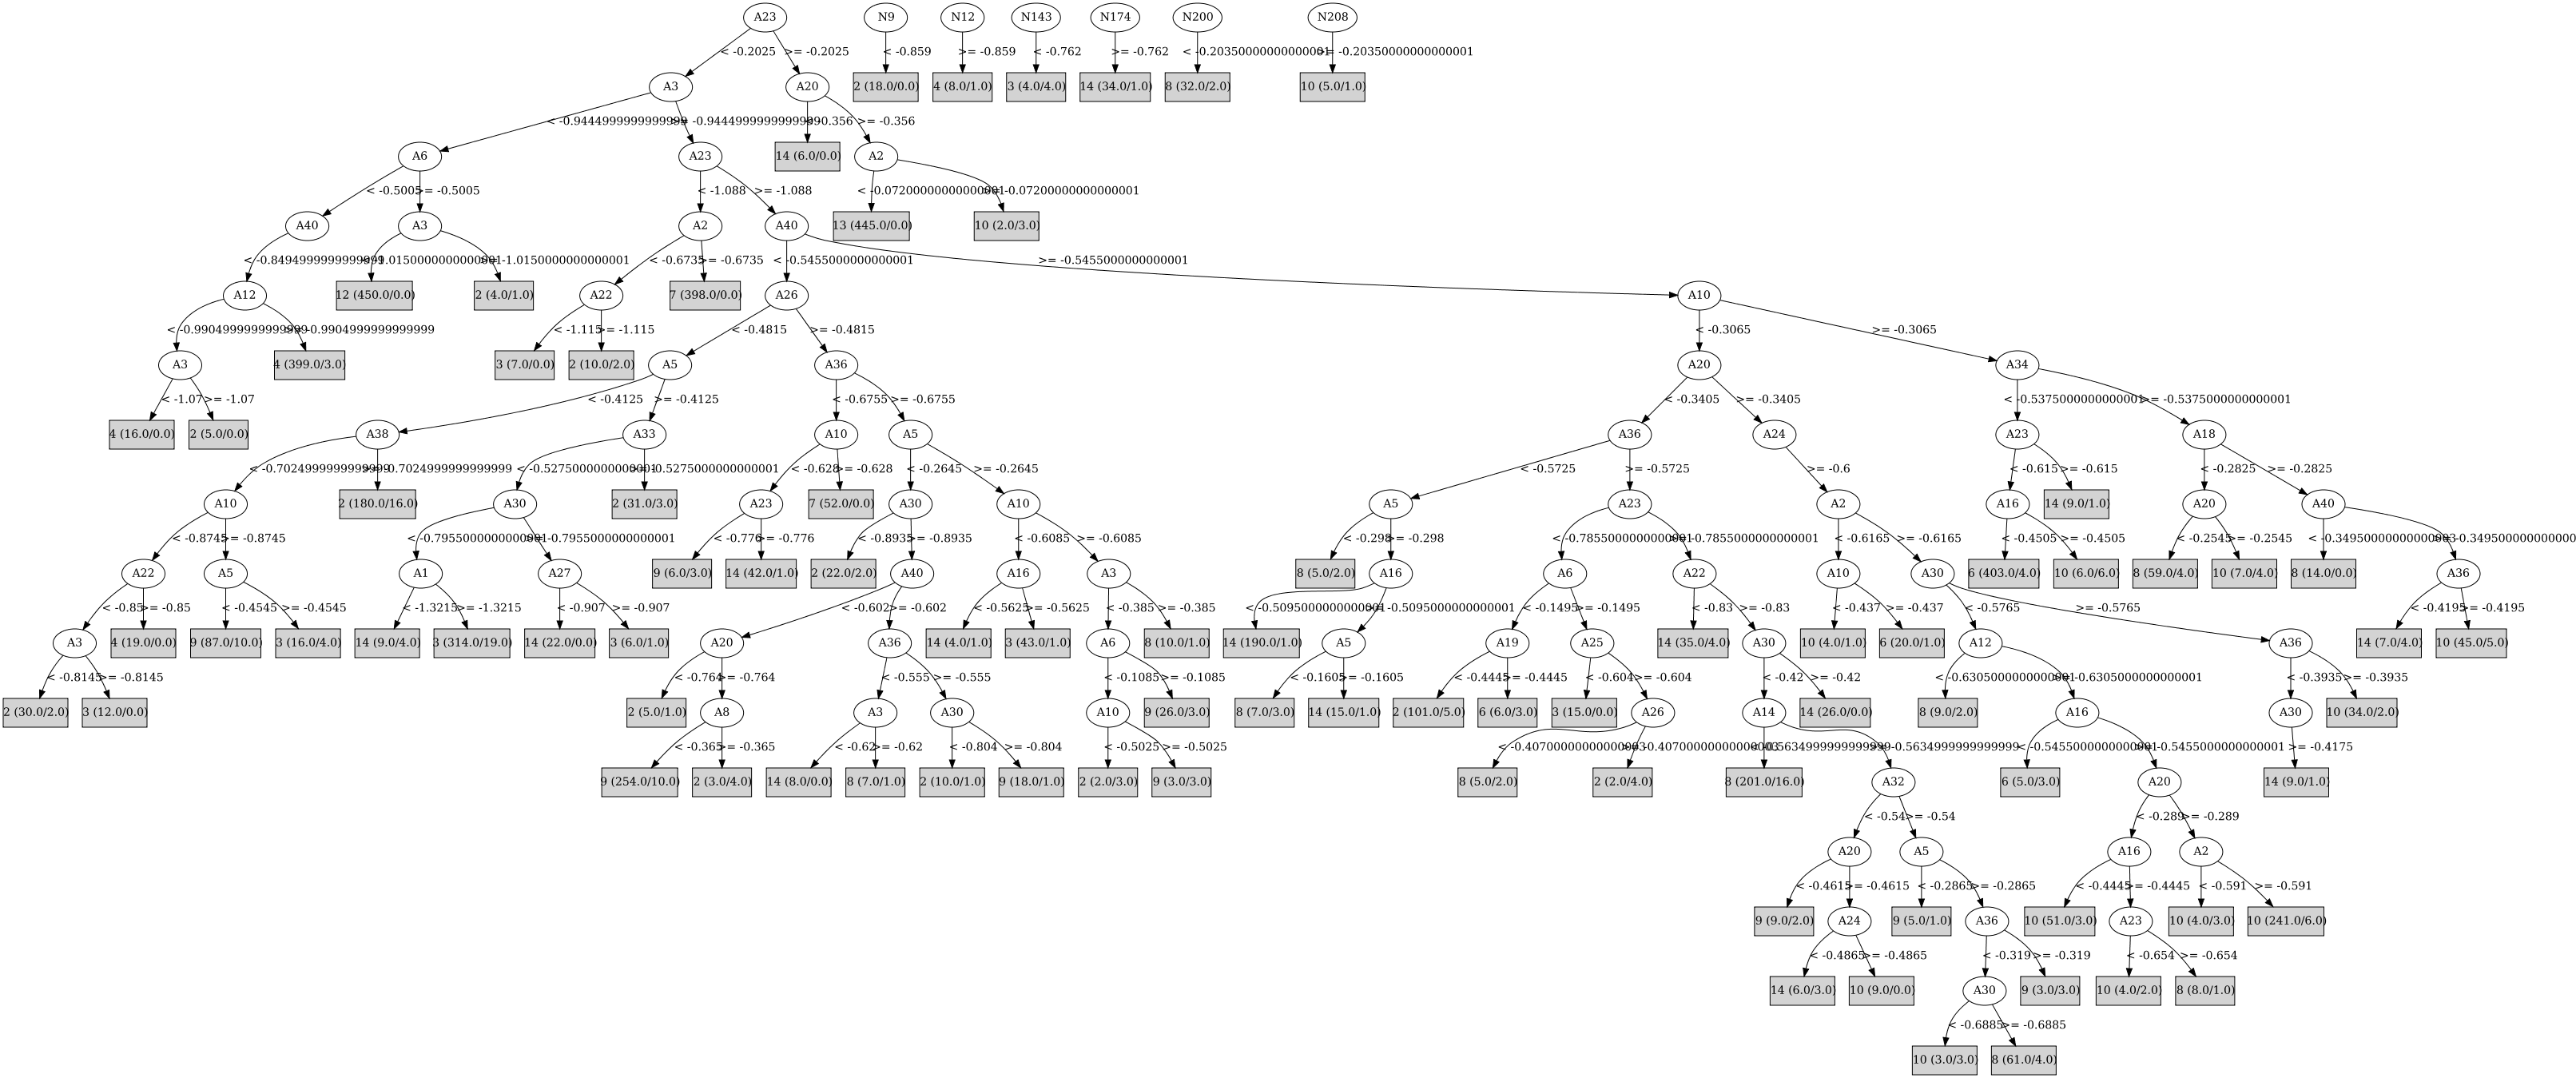 A23 N9 N12 N143 N174 N200 N208
< -0.2025 >= -0.2025 < -0.859 >= -0.859 < -0.762 >= -0.762 < -0.20350000000000001 >= -0.20350000000000001
A3 A20 2 (18.0/0.0) 4 (8.0/1.0) 3 (4.0/4.0) 14 (34.0/1.0) 8 (32.0/2.0) 10 (5.0/1.0)
< -0.9444999999999999 >= -0.9444999999999999 < -0.356 >= -0.356
A6 A23 14 (6.0/0.0) A2
< -0.5005 >= -0.5005 < -1.088 >= -1.088 < -0.07200000000000001 >= -0.07200000000000001
A40 A3 A2 A40 13 (445.0/0.0) 10 (2.0/3.0)
< -0.8494999999999999 < -1.0150000000000001 >= -1.0150000000000001 < -0.6735 >= -0.6735 < -0.5455000000000001 >= -0.5455000000000001
A12 12 (450.0/0.0) 2 (4.0/1.0) A22 7 (398.0/0.0) A26 A10
< -0.9904999999999999 >= -0.9904999999999999 < -1.115 >= -1.115 < -0.4815 >= -0.4815 < -0.3065 >= -0.3065
A3 4 (399.0/3.0) 3 (7.0/0.0) 2 (10.0/2.0) A5 A36 A20 A34
< -1.07 >= -1.07 < -0.4125 >= -0.4125 < -0.6755 >= -0.6755 < -0.3405 >= -0.3405 < -0.5375000000000001 >= -0.5375000000000001
4 (16.0/0.0) 2 (5.0/0.0) A38 A33 A10 A5 A36 A24 A23 A18
< -0.7024999999999999 >= -0.7024999999999999 < -0.5275000000000001 >= -0.5275000000000001 < -0.628 >= -0.628 < -0.2645 >= -0.2645 < -0.5725 >= -0.5725 >= -0.6 < -0.615 >= -0.615 < -0.2825 >= -0.2825
A10 2 (180.0/16.0) A30 2 (31.0/3.0) A23 7 (52.0/0.0) A30 A10 A5 A23 A2 A16 14 (9.0/1.0) A20 A40
< -0.8745 >= -0.8745 < -0.7955000000000001 >= -0.7955000000000001 < -0.776 >= -0.776 < -0.8935 >= -0.8935 < -0.6085 >= -0.6085 < -0.298 >= -0.298 < -0.7855000000000001 >= -0.7855000000000001 < -0.6165 >= -0.6165 < -0.4505 >= -0.4505 < -0.2545 >= -0.2545
A22 A5 A1 A27 9 (6.0/3.0) 14 (42.0/1.0) 2 (22.0/2.0) A40 A16 A3 8 (5.0/2.0) A16 A6 A22 A10 A30 6 (403.0/4.0) 10 (6.0/6.0) 8 (59.0/4.0) 10 (7.0/4.0) 8 (14.0/0.0) A36
< -0.85 >= -0.85 < -0.4545 >= -0.4545 < -1.3215 >= -1.3215 < -0.907 >= -0.907 < -0.602 >= -0.602 < -0.5625 >= -0.5625 < -0.385 >= -0.385 < -0.5095000000000001 >= -0.5095000000000001 < -0.1495 >= -0.1495 < -0.83 >= -0.83 < -0.437 >= -0.437 < -0.5765 >= -0.5765 < -0.4195 >= -0.4195
A3 4 (19.0/0.0) 9 (87.0/10.0) 3 (16.0/4.0) 14 (9.0/4.0) 3 (314.0/19.0) 14 (22.0/0.0) 3 (6.0/1.0) A20 A36 14 (4.0/1.0) 3 (43.0/1.0) A6 8 (10.0/1.0) 14 (190.0/1.0) A5 A19 A25 14 (35.0/4.0) A30 10 (4.0/1.0) 6 (20.0/1.0) A12 A36 14 (7.0/4.0) 10 (45.0/5.0)
< -0.8145 >= -0.8145 < -0.764 >= -0.764 < -0.555 >= -0.555 < -0.1085 >= -0.1085 < -0.1605 >= -0.1605 < -0.4445 >= -0.4445 < -0.604 >= -0.604 < -0.42 >= -0.42 < -0.6305000000000001 >= -0.6305000000000001 < -0.3935 >= -0.3935
2 (30.0/2.0) 3 (12.0/0.0) 2 (5.0/1.0) A8 A3 A30 A10 9 (26.0/3.0) 8 (7.0/3.0) 14 (15.0/1.0) 2 (101.0/5.0) 6 (6.0/3.0) 3 (15.0/0.0) A26 A14 14 (26.0/0.0) 8 (9.0/2.0) A16 A30 10 (34.0/2.0)
< -0.365 >= -0.365 < -0.62 >= -0.62 < -0.804 >= -0.804 < -0.5025 >= -0.5025 < -0.40700000000000003 >= -0.40700000000000003 < -0.5634999999999999 >= -0.5634999999999999 < -0.5455000000000001 >= -0.5455000000000001 >= -0.4175
9 (254.0/10.0) 2 (3.0/4.0) 14 (8.0/0.0) 8 (7.0/1.0) 2 (10.0/1.0) 9 (18.0/1.0) 2 (2.0/3.0) 9 (3.0/3.0) 8 (5.0/2.0) 2 (2.0/4.0) 8 (201.0/16.0) A32 6 (5.0/3.0) A20 14 (9.0/1.0)
< -0.54 >= -0.54 < -0.289 >= -0.289
A20 A5 A16 A2
< -0.4615 >= -0.4615 < -0.2865 >= -0.2865 < -0.4445 >= -0.4445 < -0.591 >= -0.591
9 (9.0/2.0) A24 9 (5.0/1.0) A36 10 (51.0/3.0) A23 10 (4.0/3.0) 10 (241.0/6.0)
< -0.4865 >= -0.4865 < -0.319 >= -0.319 < -0.654 >= -0.654
14 (6.0/3.0) 10 (9.0/0.0) A30 9 (3.0/3.0) 10 (4.0/2.0) 8 (8.0/1.0)
< -0.6885 >= -0.6885
10 (3.0/3.0) 8 (61.0/4.0)